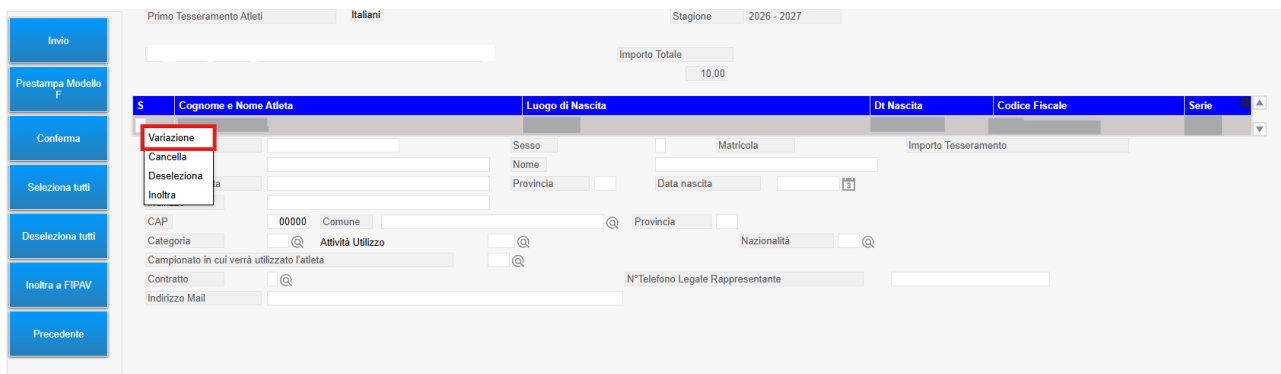 Primo Tesseramento Atleti Italiani Stagione 2026 - 2027
Invio
Importo Totale
10,00
Prestampa Modello F
S Cognome e Nome Atleta Luogo di Nascita Dt Nascita Codice Fiscale Serie
Conferma
Variazione
Cancella
Deseleziona
Inoltra
Sesso Matricola Importo Tesseramento
Nome
ta Provincia Data nascita 3
Seleziona tutti
CAP 00000 Comune Provincia
Deseleziona tutti
Categoria Attività Utilizzo Nazionalità
Campionato in cui verrà utilizzato l'atleta
Inoltra a FIPAV
Contratto N°Telefono Legale Rappresentante
Indirizzo Mail
Precedente